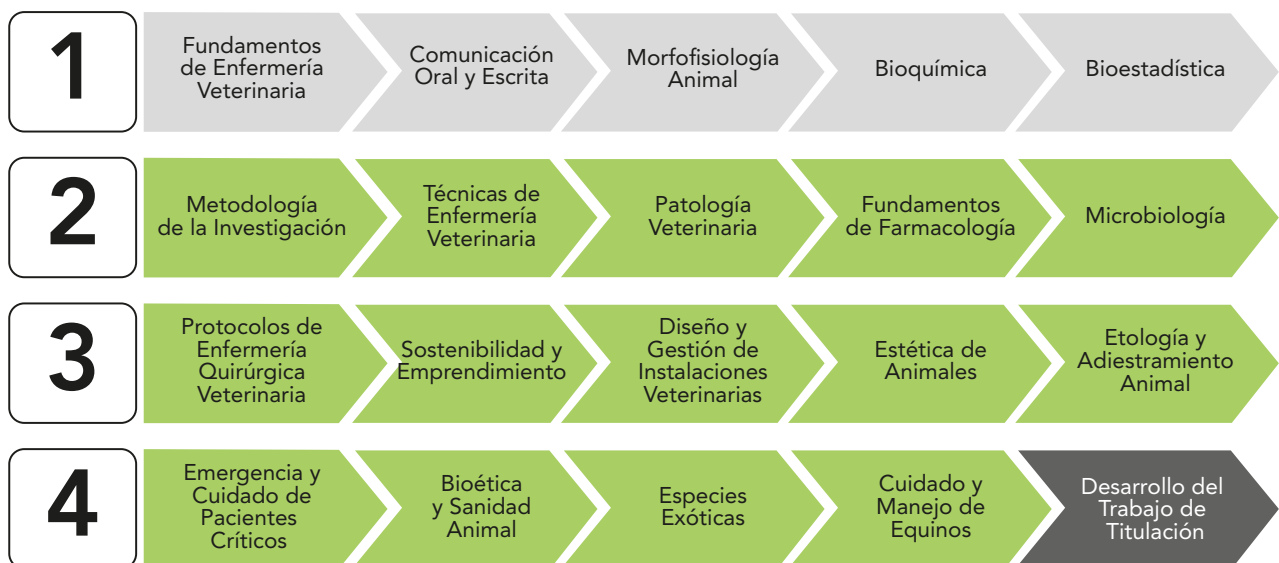 1
Fundamentos
de Enfermería
Veterinaria
Comunicación
Oral y Escrita
Morfofisiología
Animal
Bioquímica
Bioestadística
2
Metodología
de la Investigación
Técnicas de
Enfermería
Veterinaria
Patología
Veterinaria
Fundamentos
de Farmacología
Microbiología
3
Protocolos de
Enfermería
Quirúrgica
Veterinaria
Sostenibilidad y
Emprendimiento
Diseño y
Gestión de
Instalaciones
Veterinarias
Estética de
Animales
Etología y
Adiestramiento
Animal
4
Emergencia y
Cuidado de
Pacientes
Críticos
Bioética
y Sanidad
Animal
Especies
Exóticas
Cuidado y
Manejo de
Equinos
Desarrollo del
Trabajo de
Titulación